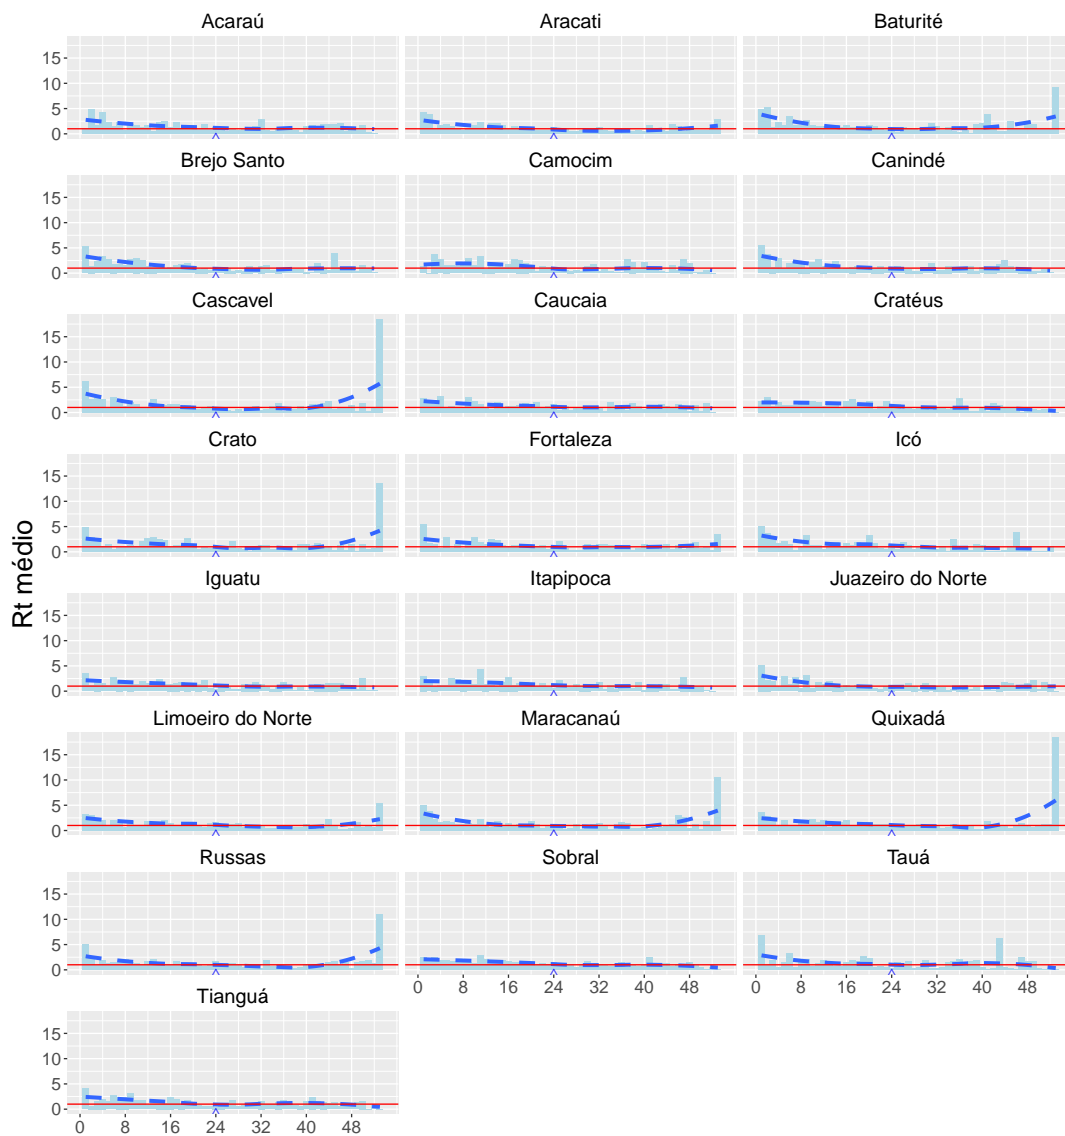 Acaraú Aracati Baturité
15
10
5
0
Brejo Santo Camocim Canindé
15
10
5
0
Cascavel Caucaia Cratéus
15
10
5
0
Crato Fortaleza Icó
15
10
5
0
Rt médio
Iguatu Itapipoca Juazeiro do Norte
15
10
5
0
Limoeiro do Norte Maracanaú Quixadá
15
10
5
0
Russas Sobral Tauá
15
10
5
0
0 8 16 24 32 40 48 0 8 16 24 32 40 48
Tianguá
15
10
5
0
0 8 16 24 32 40 48